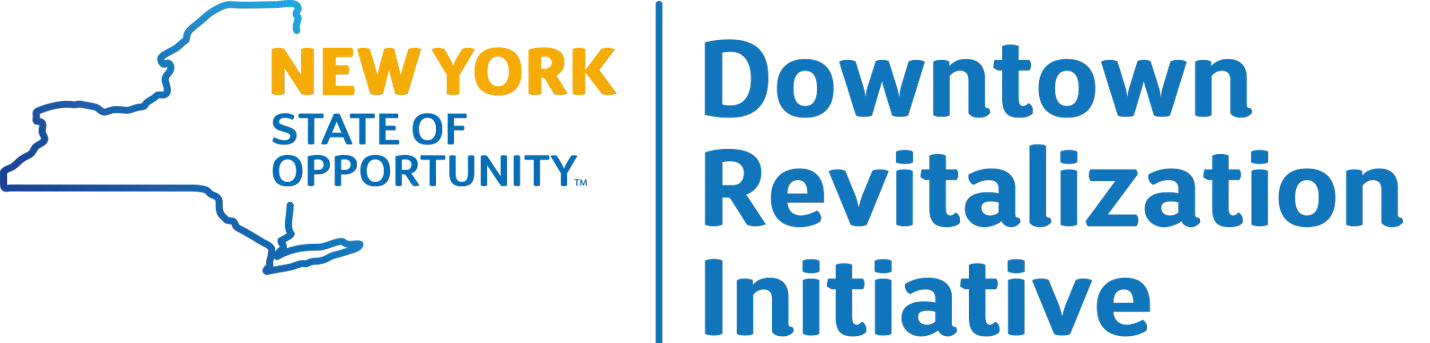 NEW YORK
STATE OF
OPPORTUNITY™
Downtown
Revitalization
Initiative